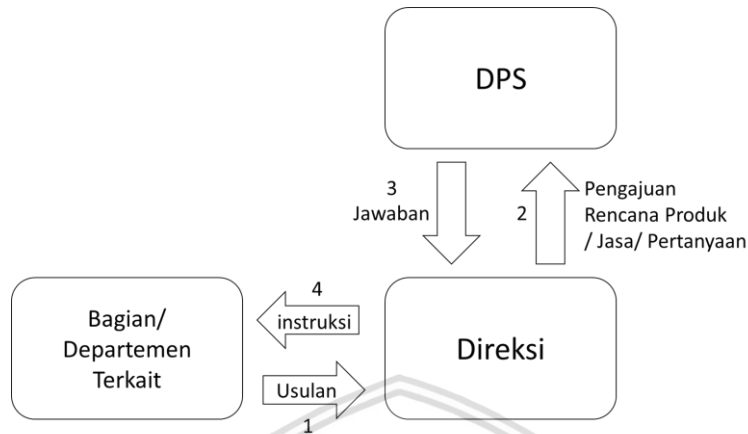 DPS
3
Jawaban
2
Pengajuan
Rencana Produk
/ Jasa/ Pertanyaan
Bagian/
Departemen
Terkait
4
instruksi
Usulan
1
Direksi